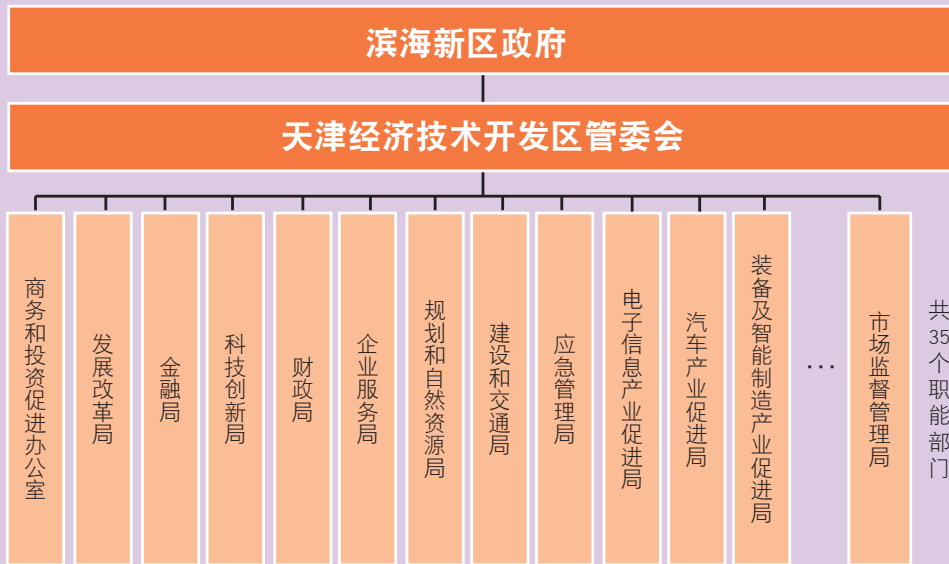 滨海新区政府
天津经济技术开发区管委会
商务和投资促进办公室
发展改革局
金融局
科技创新局
财政局
企业服务局
规划和自然资源局
建设和交通局
应急管理局
电子信息产业促进局
汽车产业促进局
装备及智能制造产业促进局
...
市场监督管理局
共35个职能部门